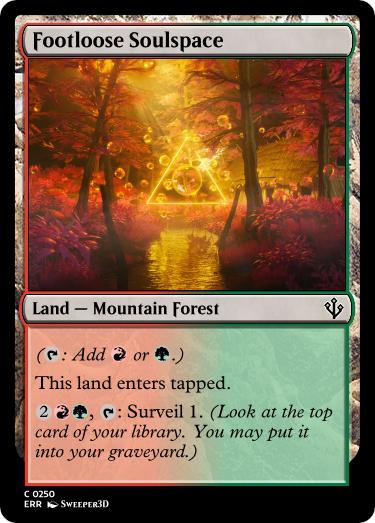 Footloose Soulspace
Land — Mountain Forest
(: Add or .)
This land enters tapped.
2, : Surveil 1. (Look at the top
card of your library. You may put it
into your graveyard.)
C 0250
ERR Sweeper3D